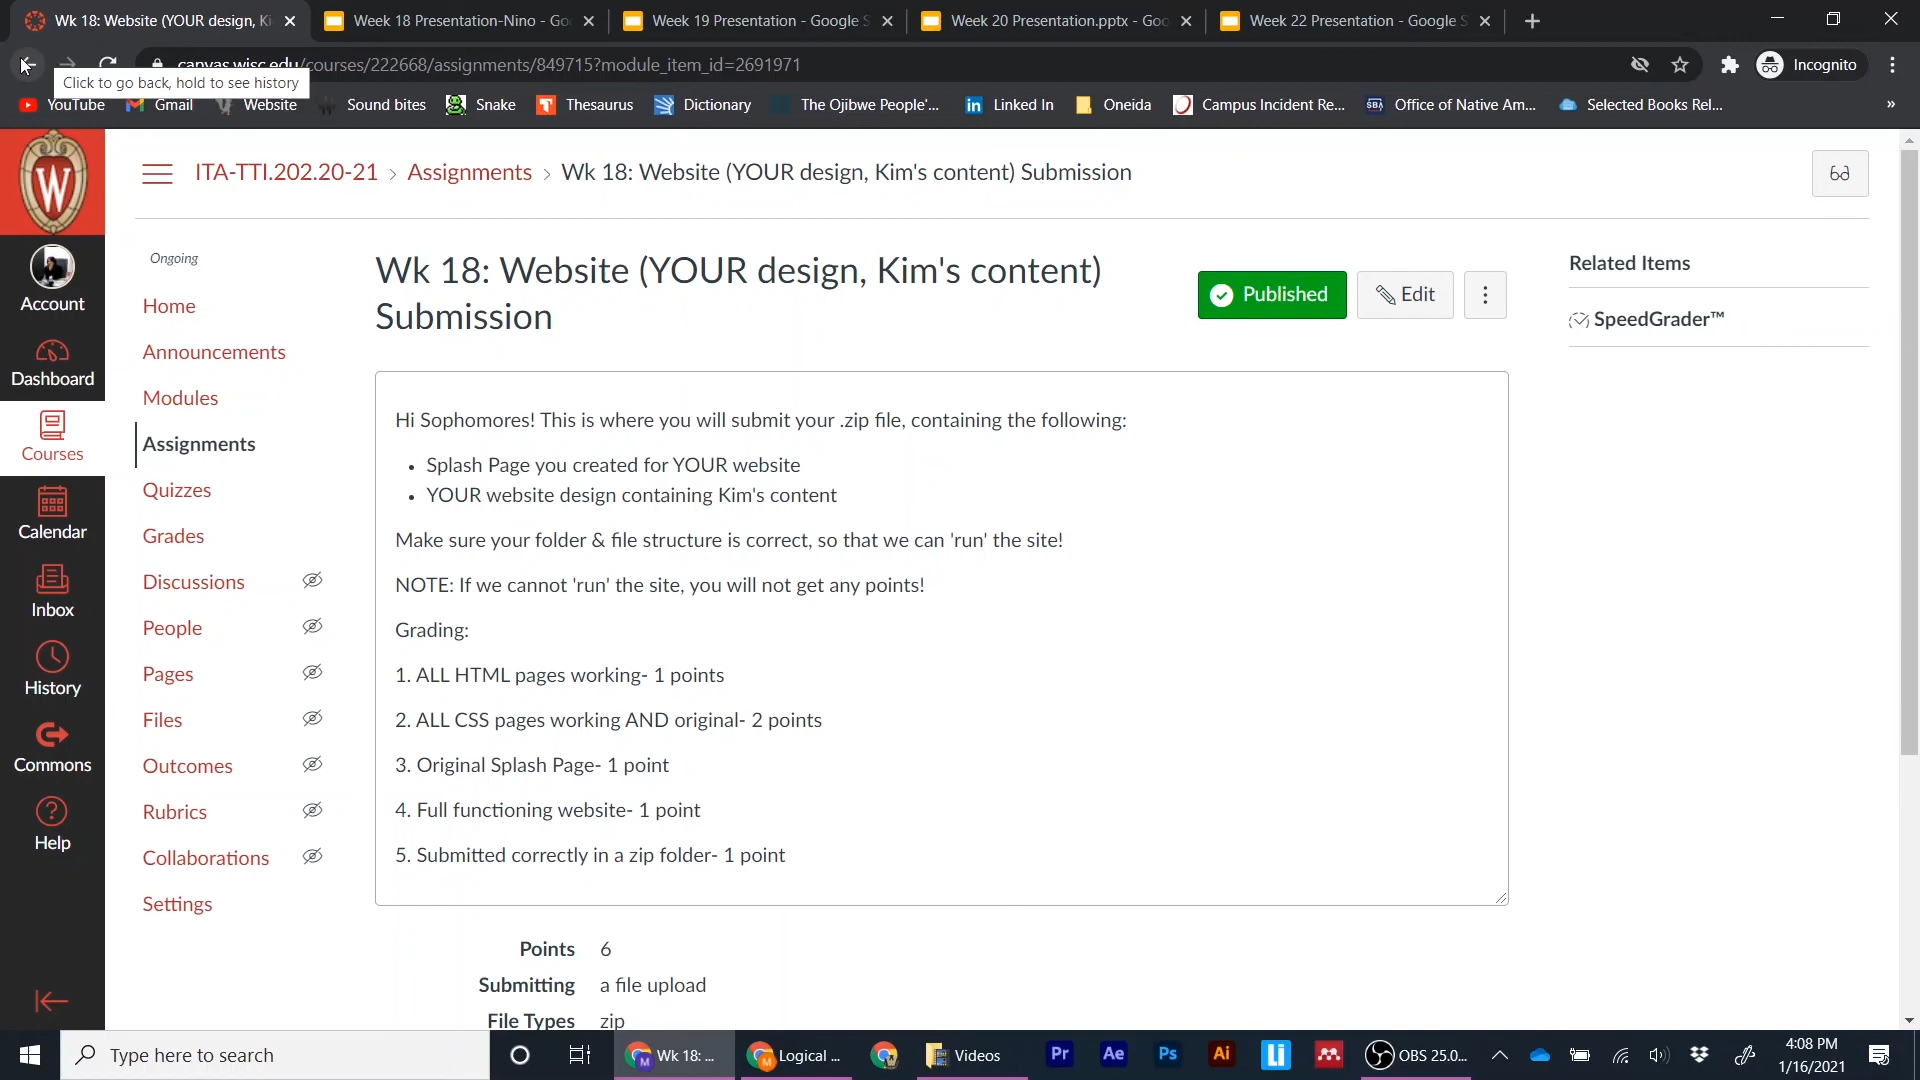 Wk 18: Website (YOUR design, Ki
Week 18 Presentation-Nino - Go
Week 19 Presentation - Google S
Week 20 Presentation.pptx - Goo
Week 22 Presentation - Google S
canvas.wisc.edu/courses/222668/assignments/849715?module_item_id=2691971
Incognito
Click to go back, hold to see history
YouTube
Gmail
Website
Sound bites
Snake
Thesaurus
Dictionary
The Ojibwe People'...
Linked In
Oneida
Campus Incident Re...
Office of Native Am...
Selected Books Rel...
»
W
ITA-TTI.202.20-21 > Assignments > Wk 18: Website (YOUR design, Kim's content) Submission
Account
Dashboard
Courses
Calendar
Inbox
History
Commons
Help
Ongoing
Home
Announcements
Modules
Assignments
Quizzes
Grades
Discussions
People
Pages
Files
Outcomes
Rubrics
Collaborations
Settings
Wk 18: Website (YOUR design, Kim's content)
Submission
Published
Edit
Related Items
SpeedGrader™
Hi Sophomores! This is where you will submit your .zip file, containing the following:
• Splash Page you created for YOUR website
• YOUR website design containing Kim's content
Make sure your folder & file structure is correct, so that we can 'run' the site!
NOTE: If we cannot 'run' the site, you will not get any points!
Grading:
1. ALL HTML pages working- 1 points
2. ALL CSS pages working AND original- 2 points
3. Original Splash Page- 1 point
4. Full functioning website- 1 point
5. Submitted correctly in a zip folder- 1 point
Points 6
Submitting a file upload
File Types zip
Type here to search
Wk 18: ...
Logical ...
Videos
Pr
Ae
Ps
Ai
OBS 25.0...
4:08 PM
1/16/2021